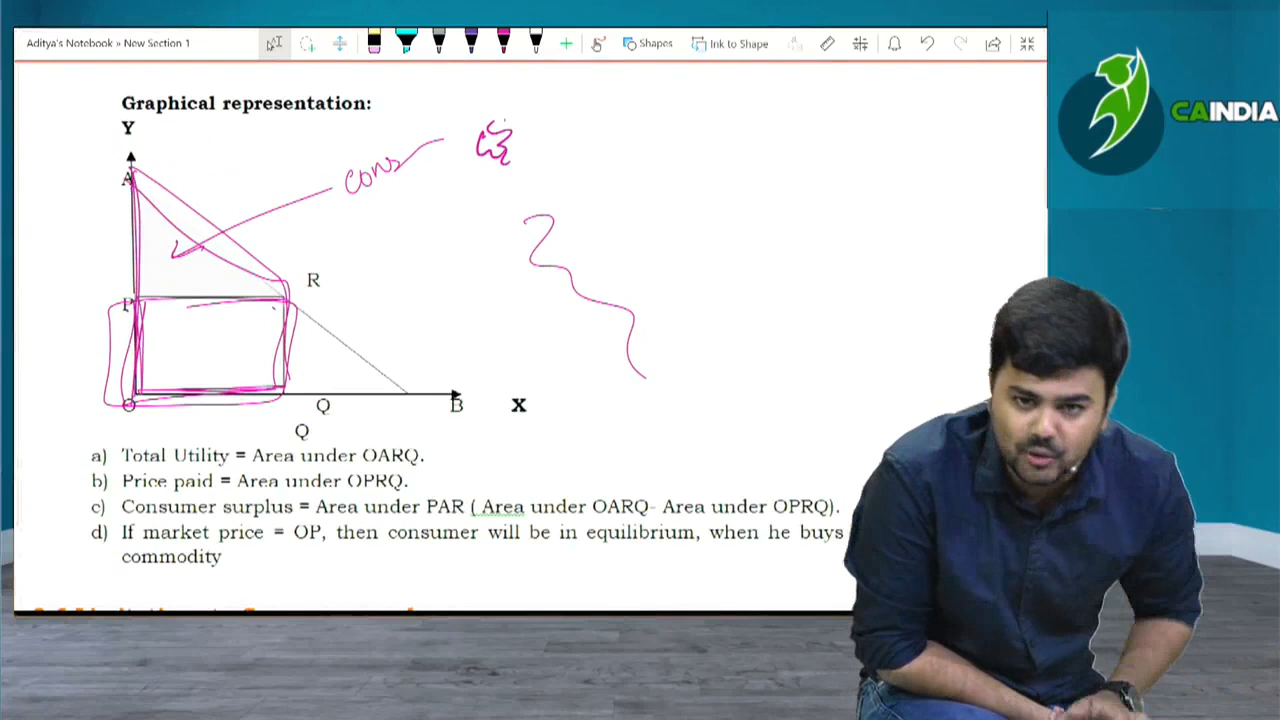 Aditya's Notebook » New Section 1
Shapes
Ink to Shape
CAINDIA
Graphical representation:
Y
A
cons
R
P
O
Q
B
X
Q
a) Total Utility = Area under OARQ.
b) Price paid = Area under OPRQ.
c) Consumer surplus = Area under PAR ( Area under OARQ- Area under OPRQ).
d) If market price = OP, then consumer will be in equilibrium, when he buys
commodity